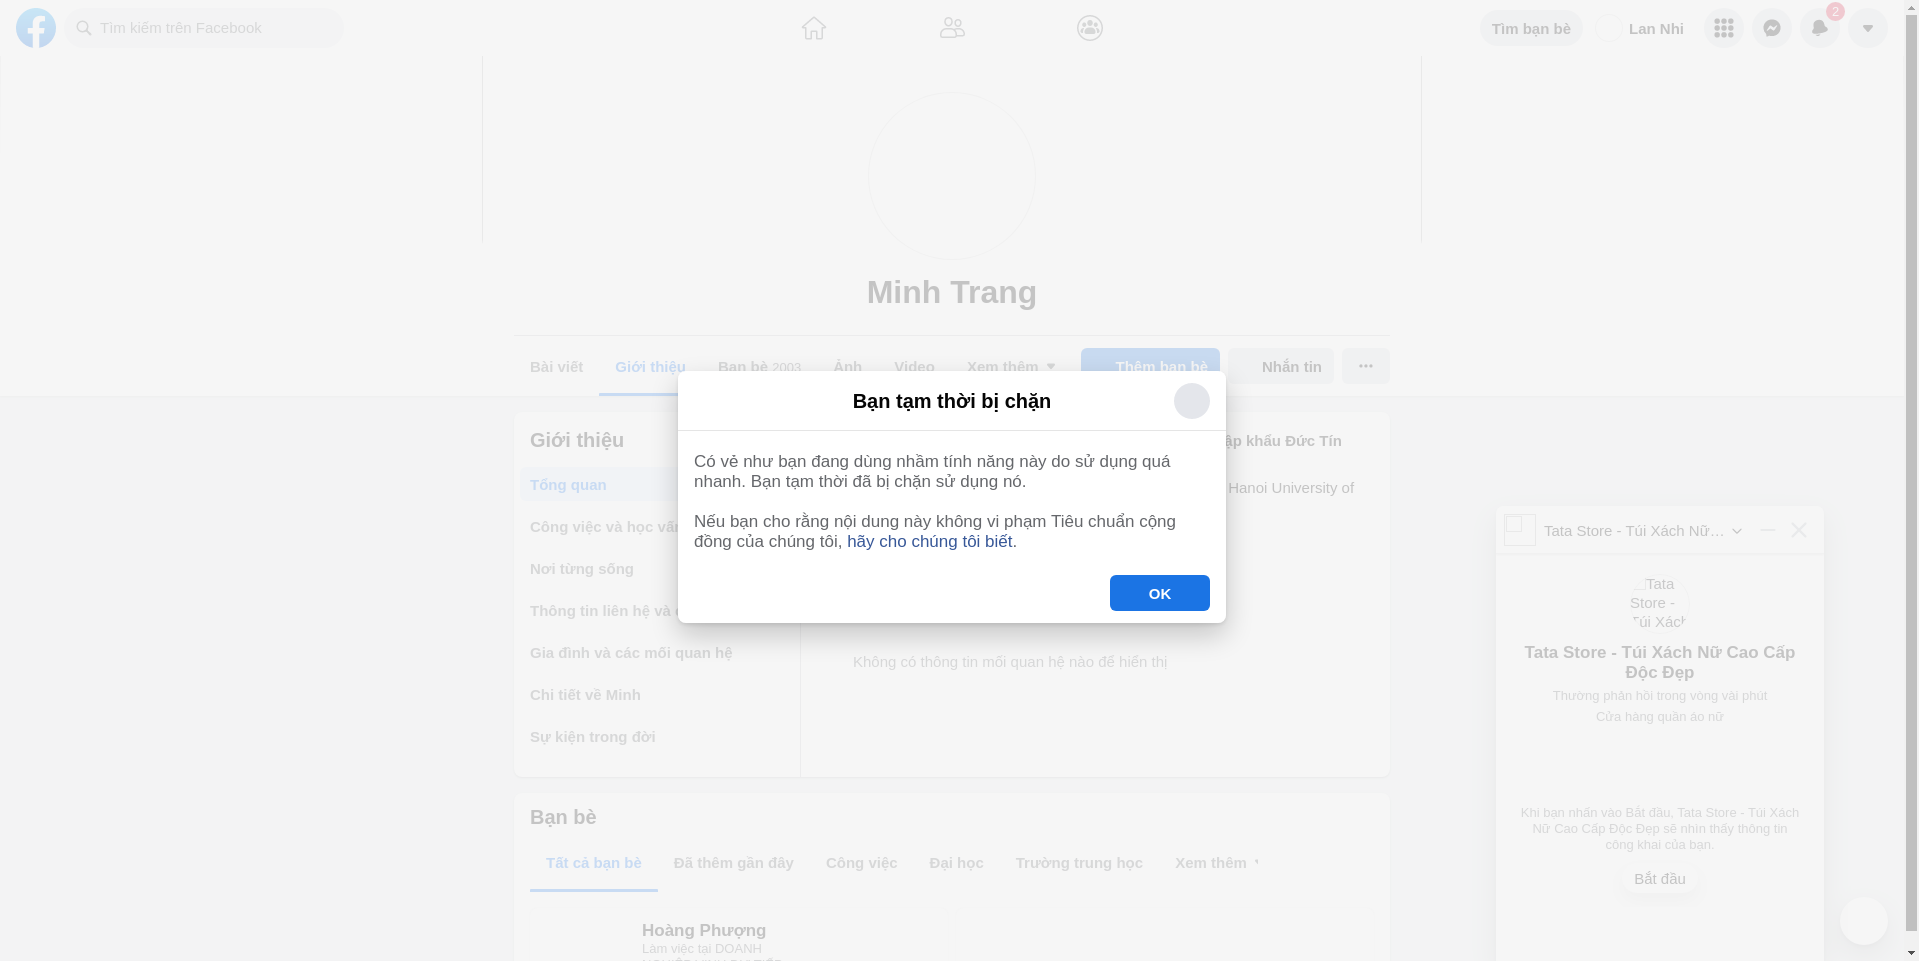 Tìm kiếm trên Facebook
Tìm bạn bè
Lan Nhi
2
Minh Trang
Bài viết
Giới thiệu
Bạn bè 2003
Ảnh
Video
Xem thêm
Thêm bạn bè
Nhắn tin
Bạn tạm thời bị chặn
Có vẻ như bạn đang dùng nhầm tính năng này do sử dụng quá
nhanh. Bạn tạm thời đã bị chặn sử dụng nó.
Nếu bạn cho rằng nội dung này không vi phạm Tiêu chuẩn cộng
đồng của chúng tôi, hãy cho chúng tôi biết.
OK
Giới thiệu
Tổng quan
Công việc và học vấn
Nơi từng sống
Thông tin liên hệ và
Gia đình và các mối quan hệ
Chi tiết về Minh
Sự kiện trong đời
khẩu Đức Tín
Hanoi University of
Không có thông tin mối quan hệ nào để hiển thị
Bạn bè
Tất cả bạn bè
Đã thêm gần đây
Công việc
Đại học
Trường trung học
Xem thêm
Hoàng Phượng
Làm việc tại DOANH
Tata Store - Túi Xách Nữ…
Tata
Store -
Túi Xách
Tata Store - Túi Xách Nữ Cao Cấp
Độc Đẹp
Thường phản hồi trong vòng vài phút
Cửa hàng quần áo nữ
Khi bạn nhấn vào Bắt đầu, Tata Store - Túi Xách
Nữ Cao Cấp Độc Đẹp sẽ nhìn thấy thông tin
công khai của bạn.
Bắt đầu